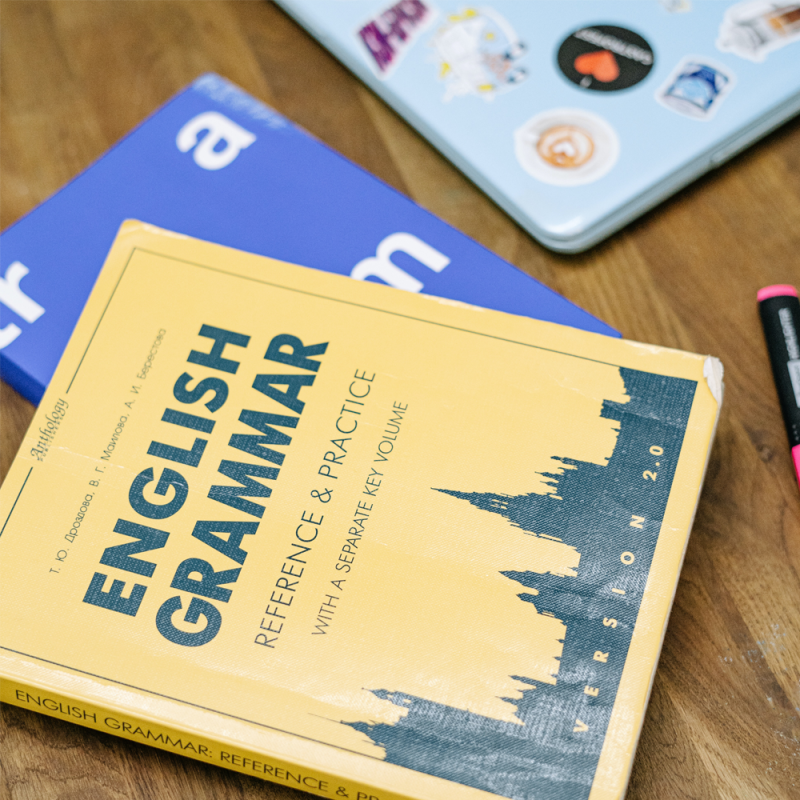 a
tr
m
Anthology
Т. Ю. Дроздова, В. Г. Маилова, А. И. Берестова
ENGLISH
GRAMMAR
REFERENCE & PRACTICE
WITH A SEPARATE KEY VOLUME
VERSION 2.0
ENGLISH GRAMMAR: REFERENCE & PR